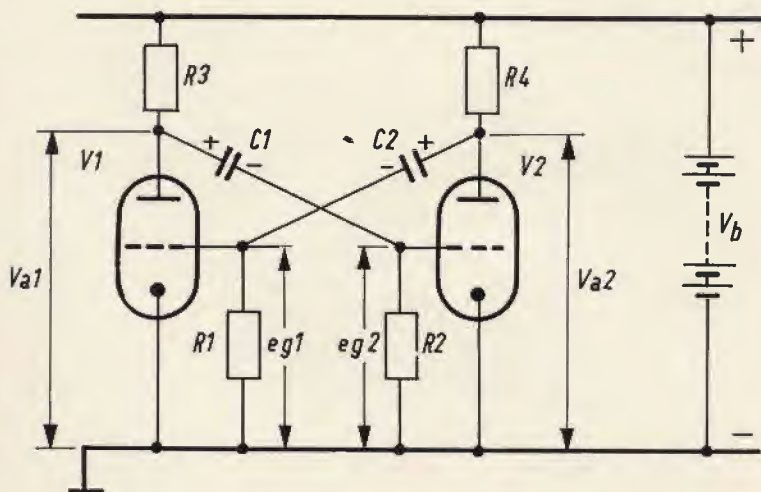 R3
R4
+
+ C1 -
C2 - +
V1
V2
Va1
Va2
Vb
R1
eg1
eg2
R2
-